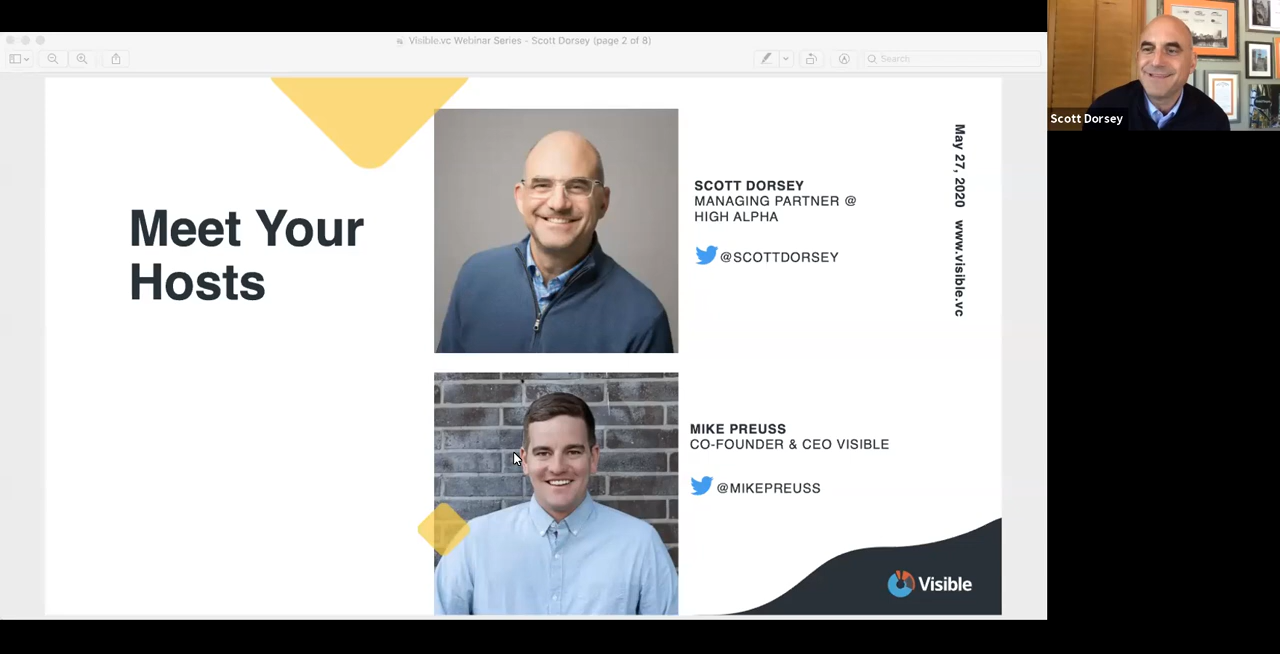 Visible.vc Webinar Series - Scott Dorsey (page 2 of 8)
Search
Meet Your
Hosts
SCOTT DORSEY
MANAGING PARTNER @
HIGH ALPHA
@SCOTTDORSEY
May 27, 2020 www.visible.vc
MIKE PREUSS
CO-FOUNDER & CEO VISIBLE
@MIKEPREUSS
Visible
Scott Dorsey